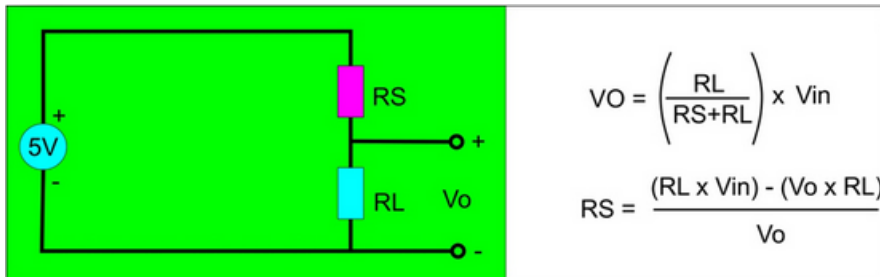 +
5V
-
RS
+
RL
Vo
-
VO = (RL / RS+RL) x Vin
RS = (RL x Vin) - (Vo x RL) / Vo